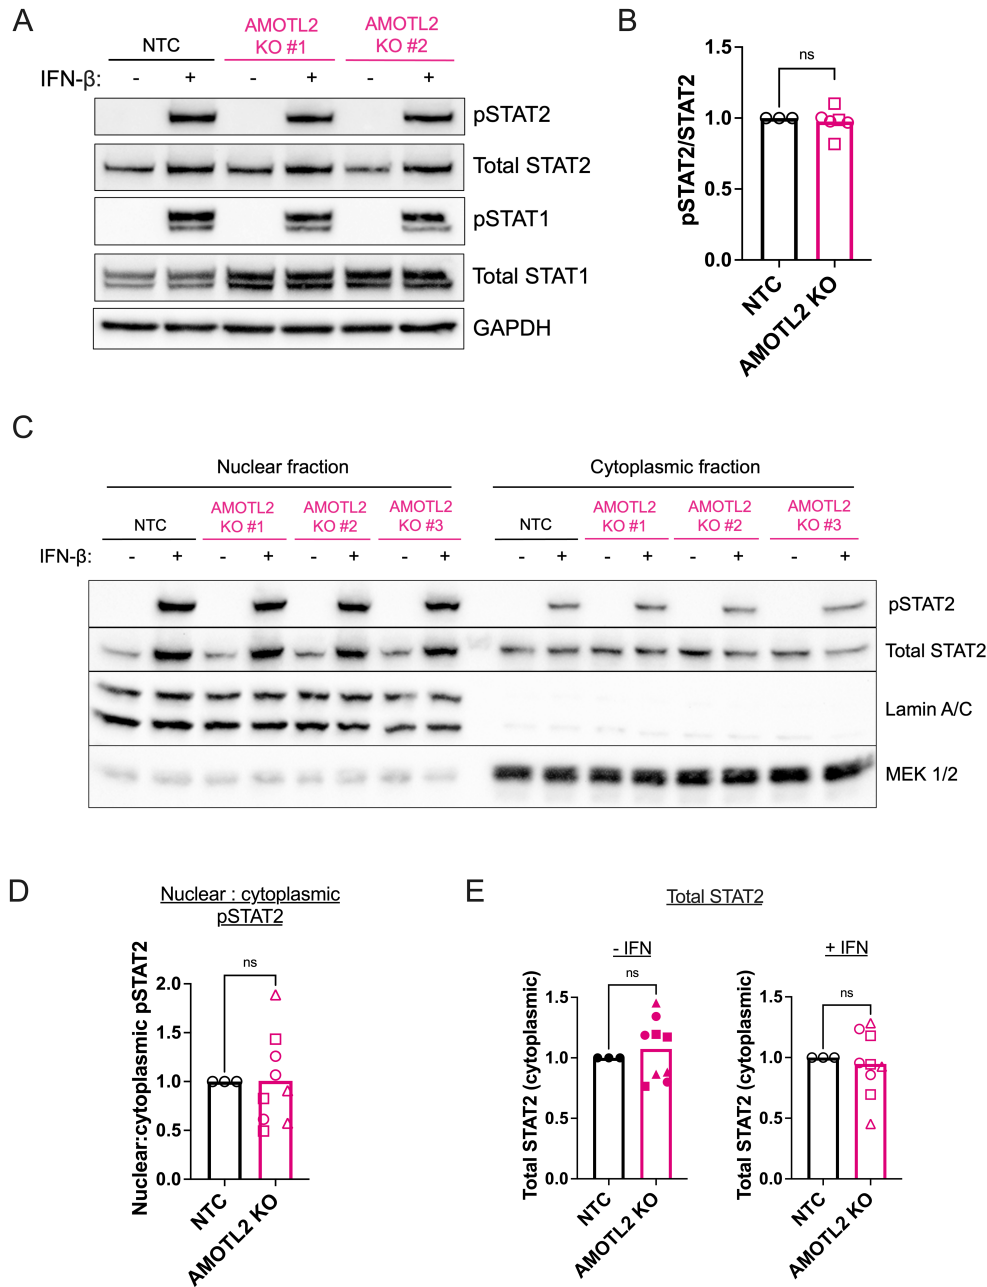 A
NTC
AMOTL2
KO #1
AMOTL2
KO #2
IFN-β:
- + - + - +
pSTAT2
Total STAT2
pSTAT1
Total STAT1
GAPDH
B
pSTAT2/STAT2
1.5
1.0
0.5
0.0
ns
NTC
AMOTL2 KO
C
Nuclear fraction
Cytoplasmic fraction
NTC
AMOTL2
KO #1
AMOTL2
KO #2
AMOTL2
KO #3
NTC
AMOTL2
KO #1
AMOTL2
KO #2
AMOTL2
KO #3
IFN-β:
- + - + - + - + - + - + - + - +
pSTAT2
Total STAT2
Lamin A/C
MEK 1/2
D
Nuclear : cytoplasmic
pSTAT2
Nuclear:cytoplasmic pSTAT2
2.0
1.5
1.0
0.5
0.0
ns
NTC
AMOTL2 KO
E
Total STAT2
- IFN
Total STAT2 (cytoplasmic)
1.5
1.0
0.5
0.0
ns
NTC
AMOTL2 KO
+ IFN
Total STAT2 (cytoplasmic)
1.5
1.0
0.5
0.0
ns
NTC
AMOTL2 KO